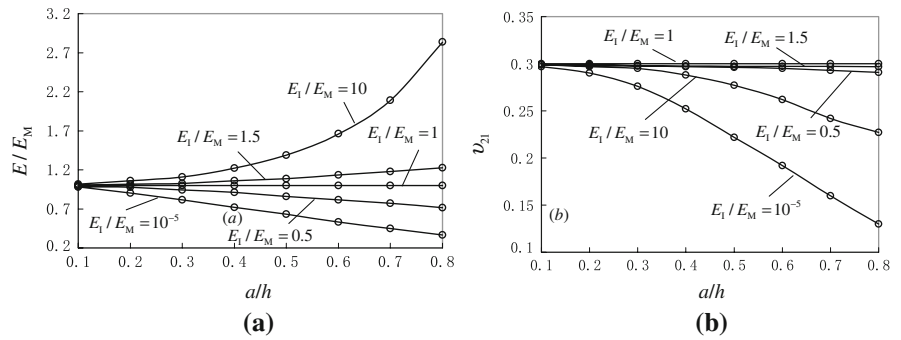 3.2
2.7
2.2
1.7
1.2
0.7
0.2
E / E_M
E_I / E_M = 10
E_I / E_M = 1.5
E_I / E_M = 1
E_I / E_M = 10^-5
(a)
E_I / E_M = 0.5
0.1 0.2 0.3 0.4 0.5 0.6 0.7 0.8
a/h
(a)
0.35
0.3
0.25
0.2
0.15
0.1
υ_21
E_I / E_M = 1
E_I / E_M = 1.5
E_I / E_M = 10
E_I / E_M = 0.5
E_I / E_M = 10^-5
(b)
0.1 0.2 0.3 0.4 0.5 0.6 0.7 0.8
a/h
(b)